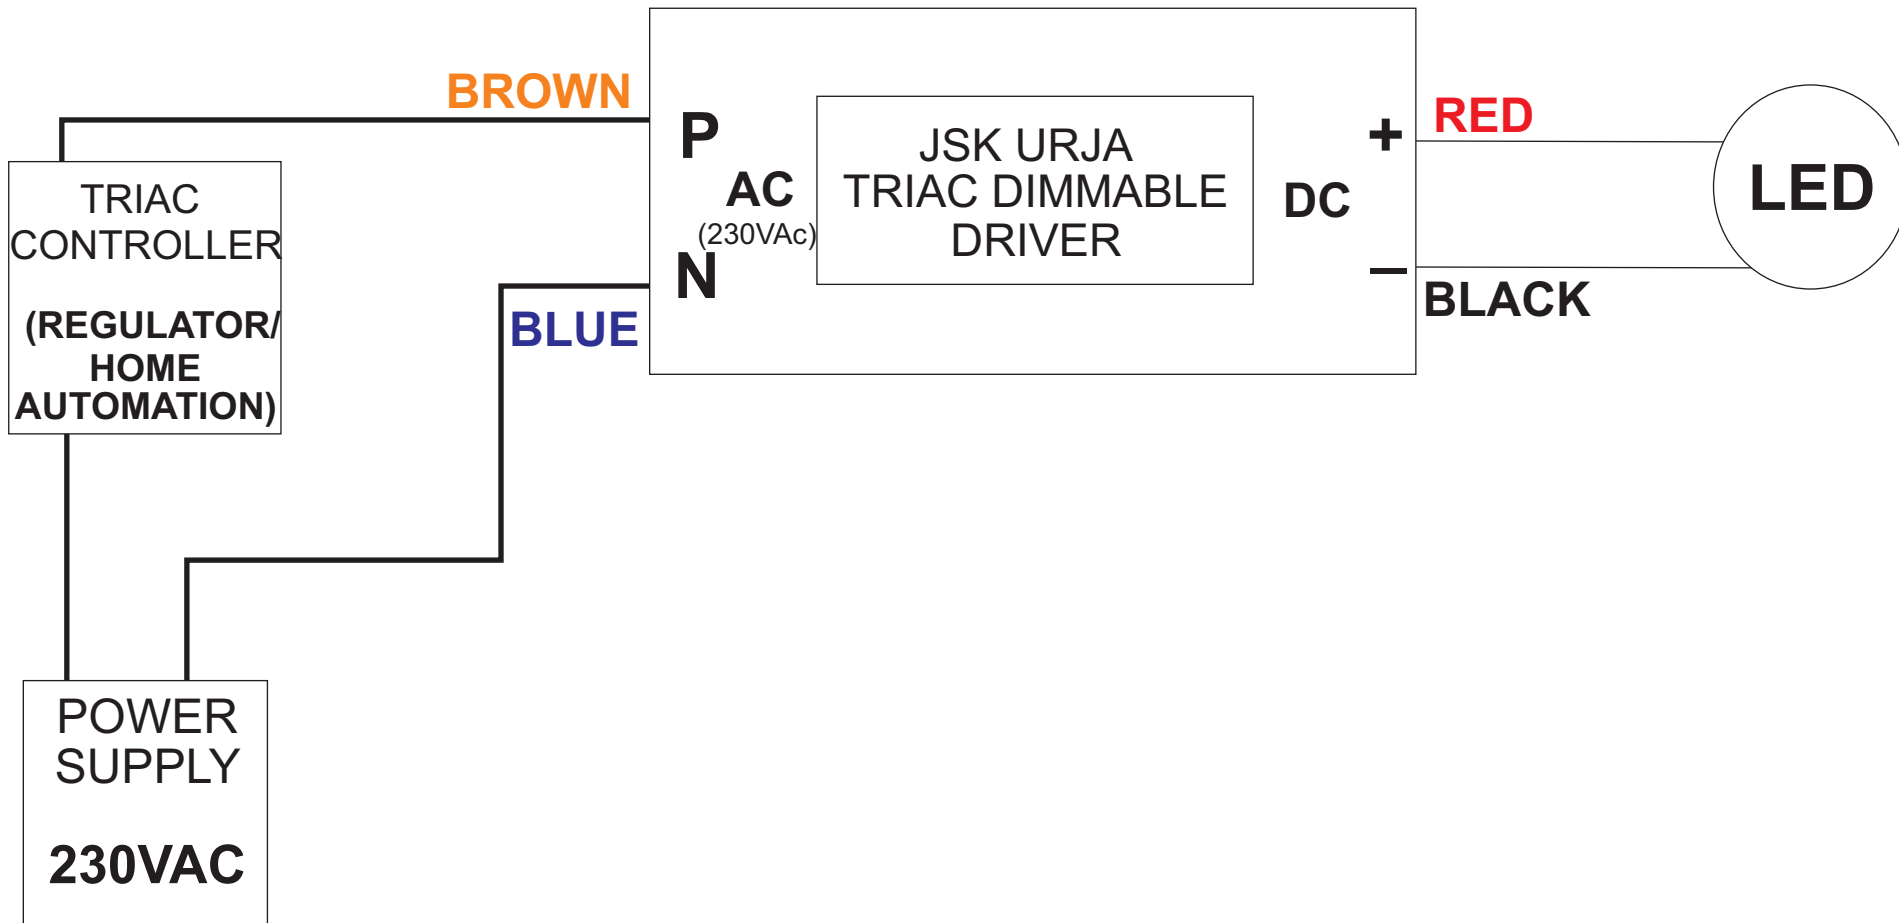 BROWN
TRIAC
CONTROLLER
(REGULATOR/
HOME
AUTOMATION)
P
AC
(230VAc)
N
BLUE
JSK URJA
TRIAC DIMMABLE
DRIVER
DC
+
–
RED
BLACK
LED
POWER
SUPPLY
230VAC